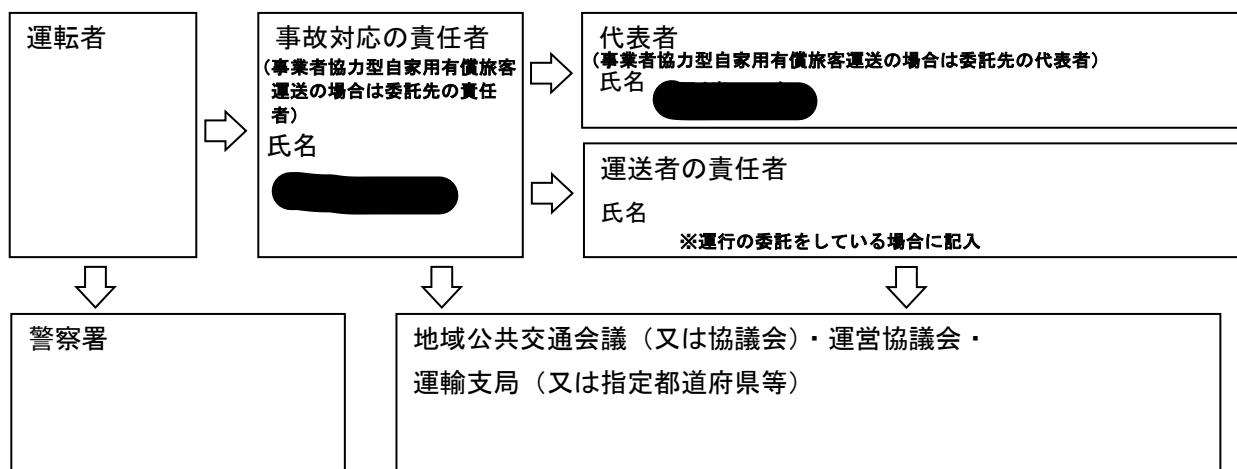 運転者
事故対応の責任者
(事業者協力型自家用有償旅客
運送の場合は委託先の責任
者)
氏名
代表者
(事業者協力型自家用有償旅客運送の場合は委託先の代表者)
氏名
運送者の責任者
氏名
※運行の委託をしている場合に記入
警察署
地域公共交通会議(又は協議会)・運営協議会・
運輸支局(又は指定都道府県等)